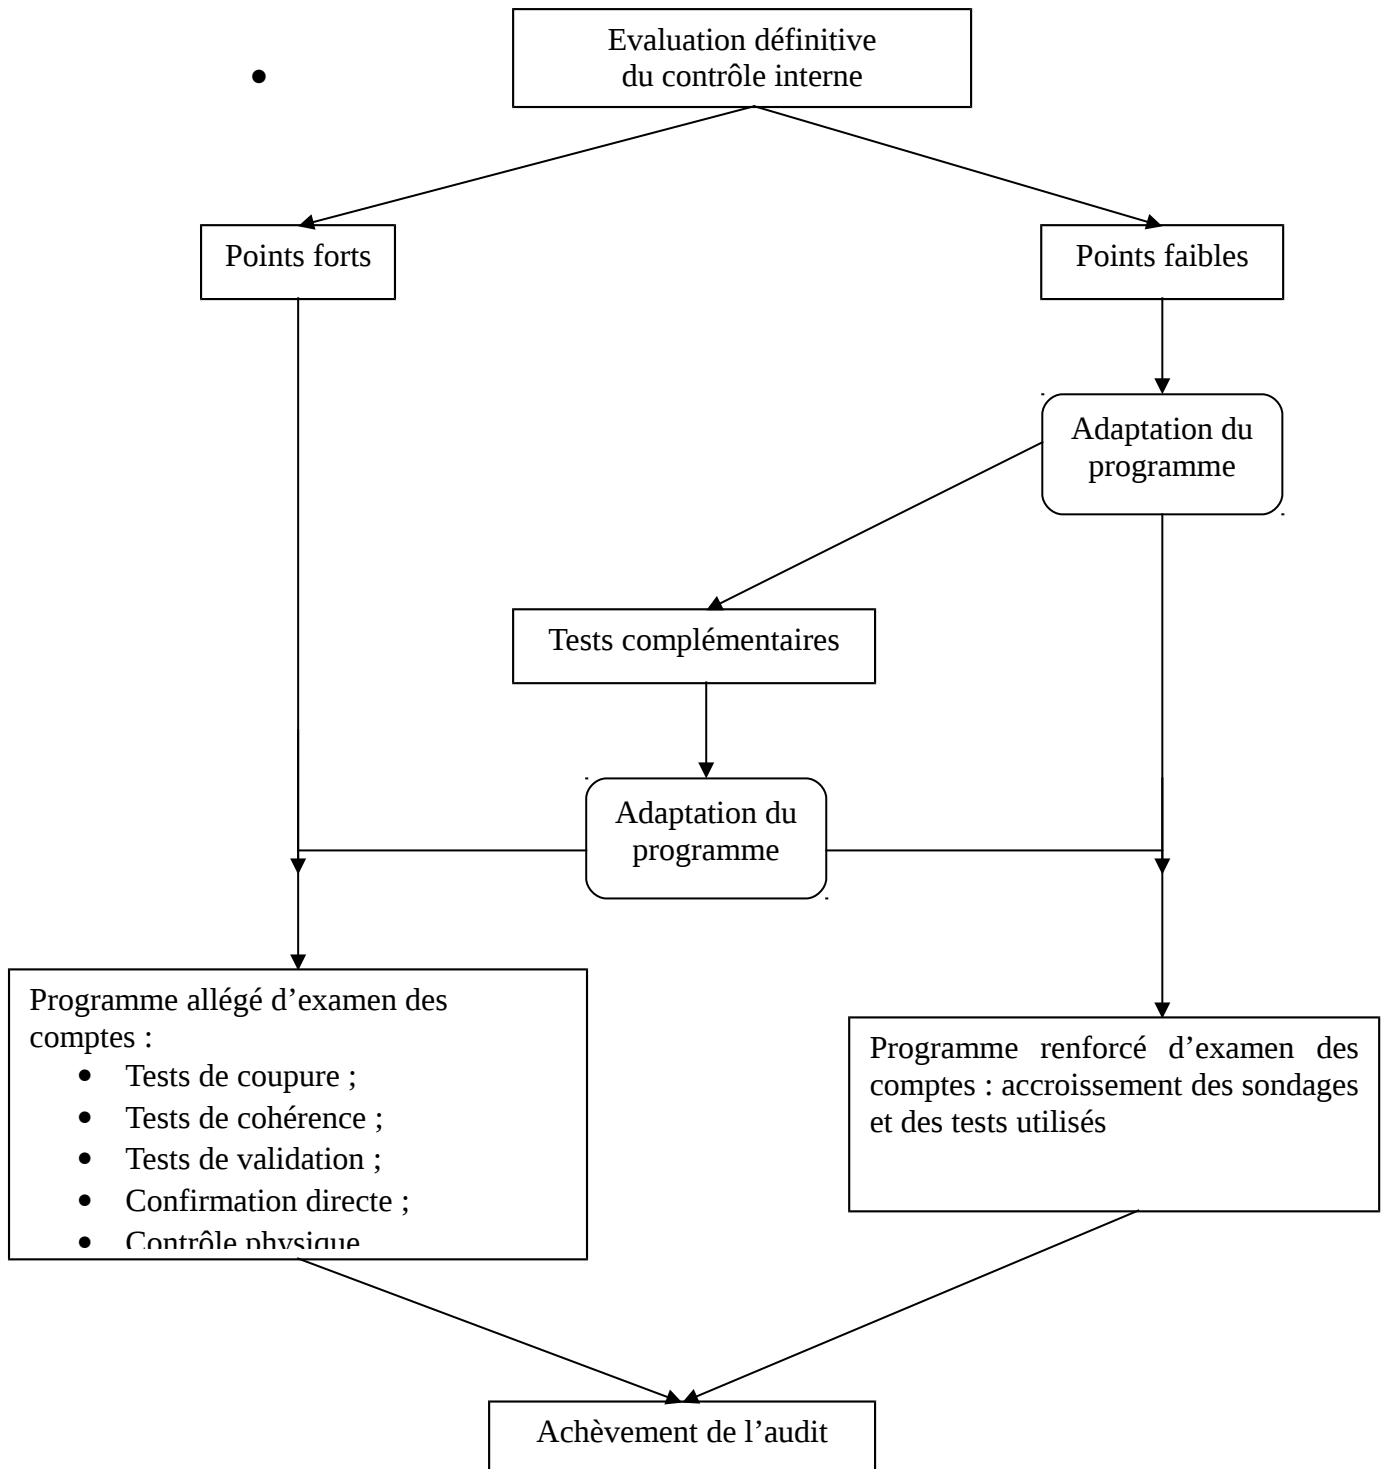 Evaluation définitive
du contrôle interne
•
Points forts
Points faibles
Adaptation du
programme
Tests complémentaires
Adaptation du
programme
Programme allégé d’examen des
comptes :
• Tests de coupure ;
• Tests de cohérence ;
• Tests de validation ;
• Confirmation directe ;
• Contrôle physique
Programme renforcé d’examen des
comptes : accroissement des sondages
et des tests utilisés
Achèvement de l’audit